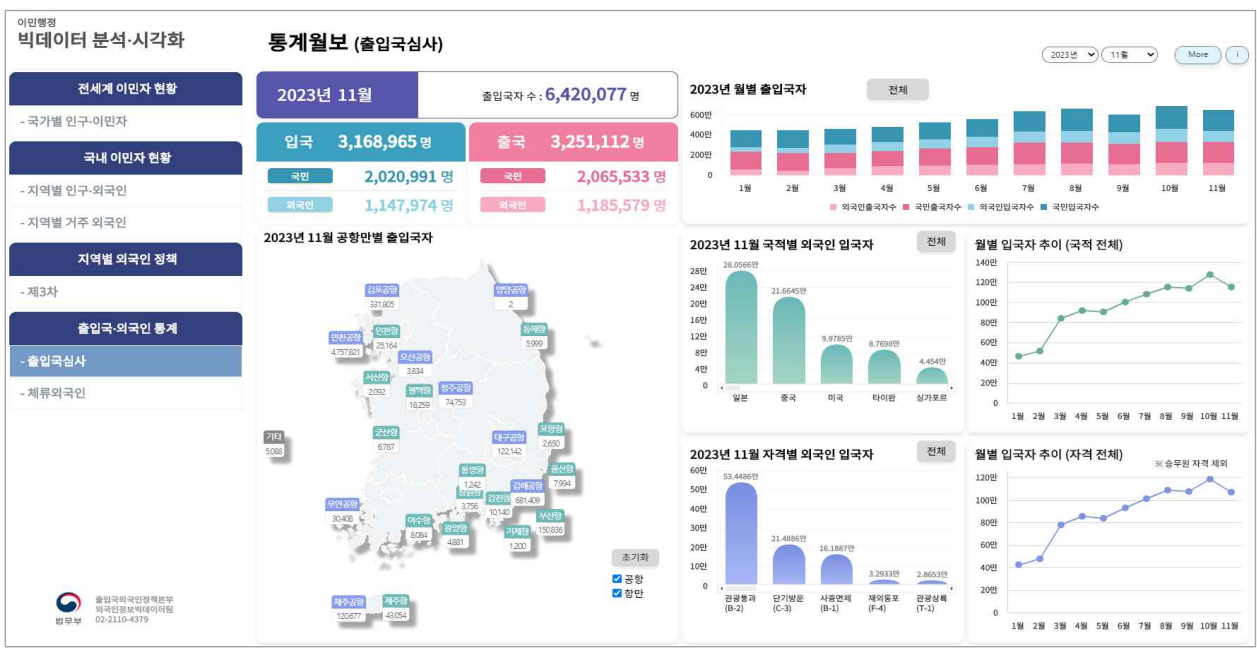 이민행정
빅데이터 분석·시각화
전세계 이민자 현황
- 국가별 인구·이민자
국내 이민자 현황
- 지역별 인구·외국인
- 지역별 거주 외국인
지역별 외국인 정책
- 제3차
출입국·외국인 통계
- 출입국심사
- 체류외국인
법무부
출입국외국인정책본부
외국인정보빅데이터팀
02-2110-4379
통계월보 (출입국심사)
2023년 11월 More i
2023년 11월 출입국자 수 : 6,420,077 명
입국 3,168,965 명
국민 2,020,991 명
외국인 1,147,974 명
출국 3,251,112 명
국민 2,065,533 명
외국인 1,185,579 명
2023년 월별 출입국자 전체
600만
400만
200만
0
1월 2월 3월 4월 5월 6월 7월 8월 9월 10월 11월
외국인출국자수 국민출국자수 외국인입국자수 국민입국자수
2023년 11월 공항만별 출입국자
김포공항
331,805
양양공항
2
인천공항
4,757,821
인천항
25,164
동해항
5,999
오산공항
3,834
서산항
2,092
평택항
18,259
청주공항
74,753
기타
5,088
군산항
6,787
대구공항
122,142
포항항
2,650
통영항
1,242
울산항
7,994
3,756
김해공항
681,409
10,140
무안공항
30,408
여수항
8,084
광양항
4,881
거제항
1,200
부산항
150,836
제주공항
120,677
제주항
43,054
초기화
공항
항만
2023년 11월 국적별 외국인 입국자 전체
28만
24만
20만
16만
12만
8만
4만
0
28.0566만
21.6645만
9.9785만
8.7698만
4.454만
일본 중국 미국 타이완 싱가포르
월별 입국자 추이 (국적 전체)
140만
120만
100만
80만
60만
40만
20만
0
1월 2월 3월 4월 5월 6월 7월 8월 9월 10월 11월
2023년 11월 자격별 외국인 입국자 전체
60만
50만
40만
30만
20만
10만
0
53.4486만
21.4886만
16.1887만
3.2933만
2.8653만
관광통과 단기방문 사증면제 재외동포 관광상륙
(B-2) (C-3) (B-1) (F-4) (T-1)
월별 입국자 추이 (자격 전체)
※ 승무원 자격 제외
120만
100만
80만
60만
40만
20만
0
1월 2월 3월 4월 5월 6월 7월 8월 9월 10월 11월